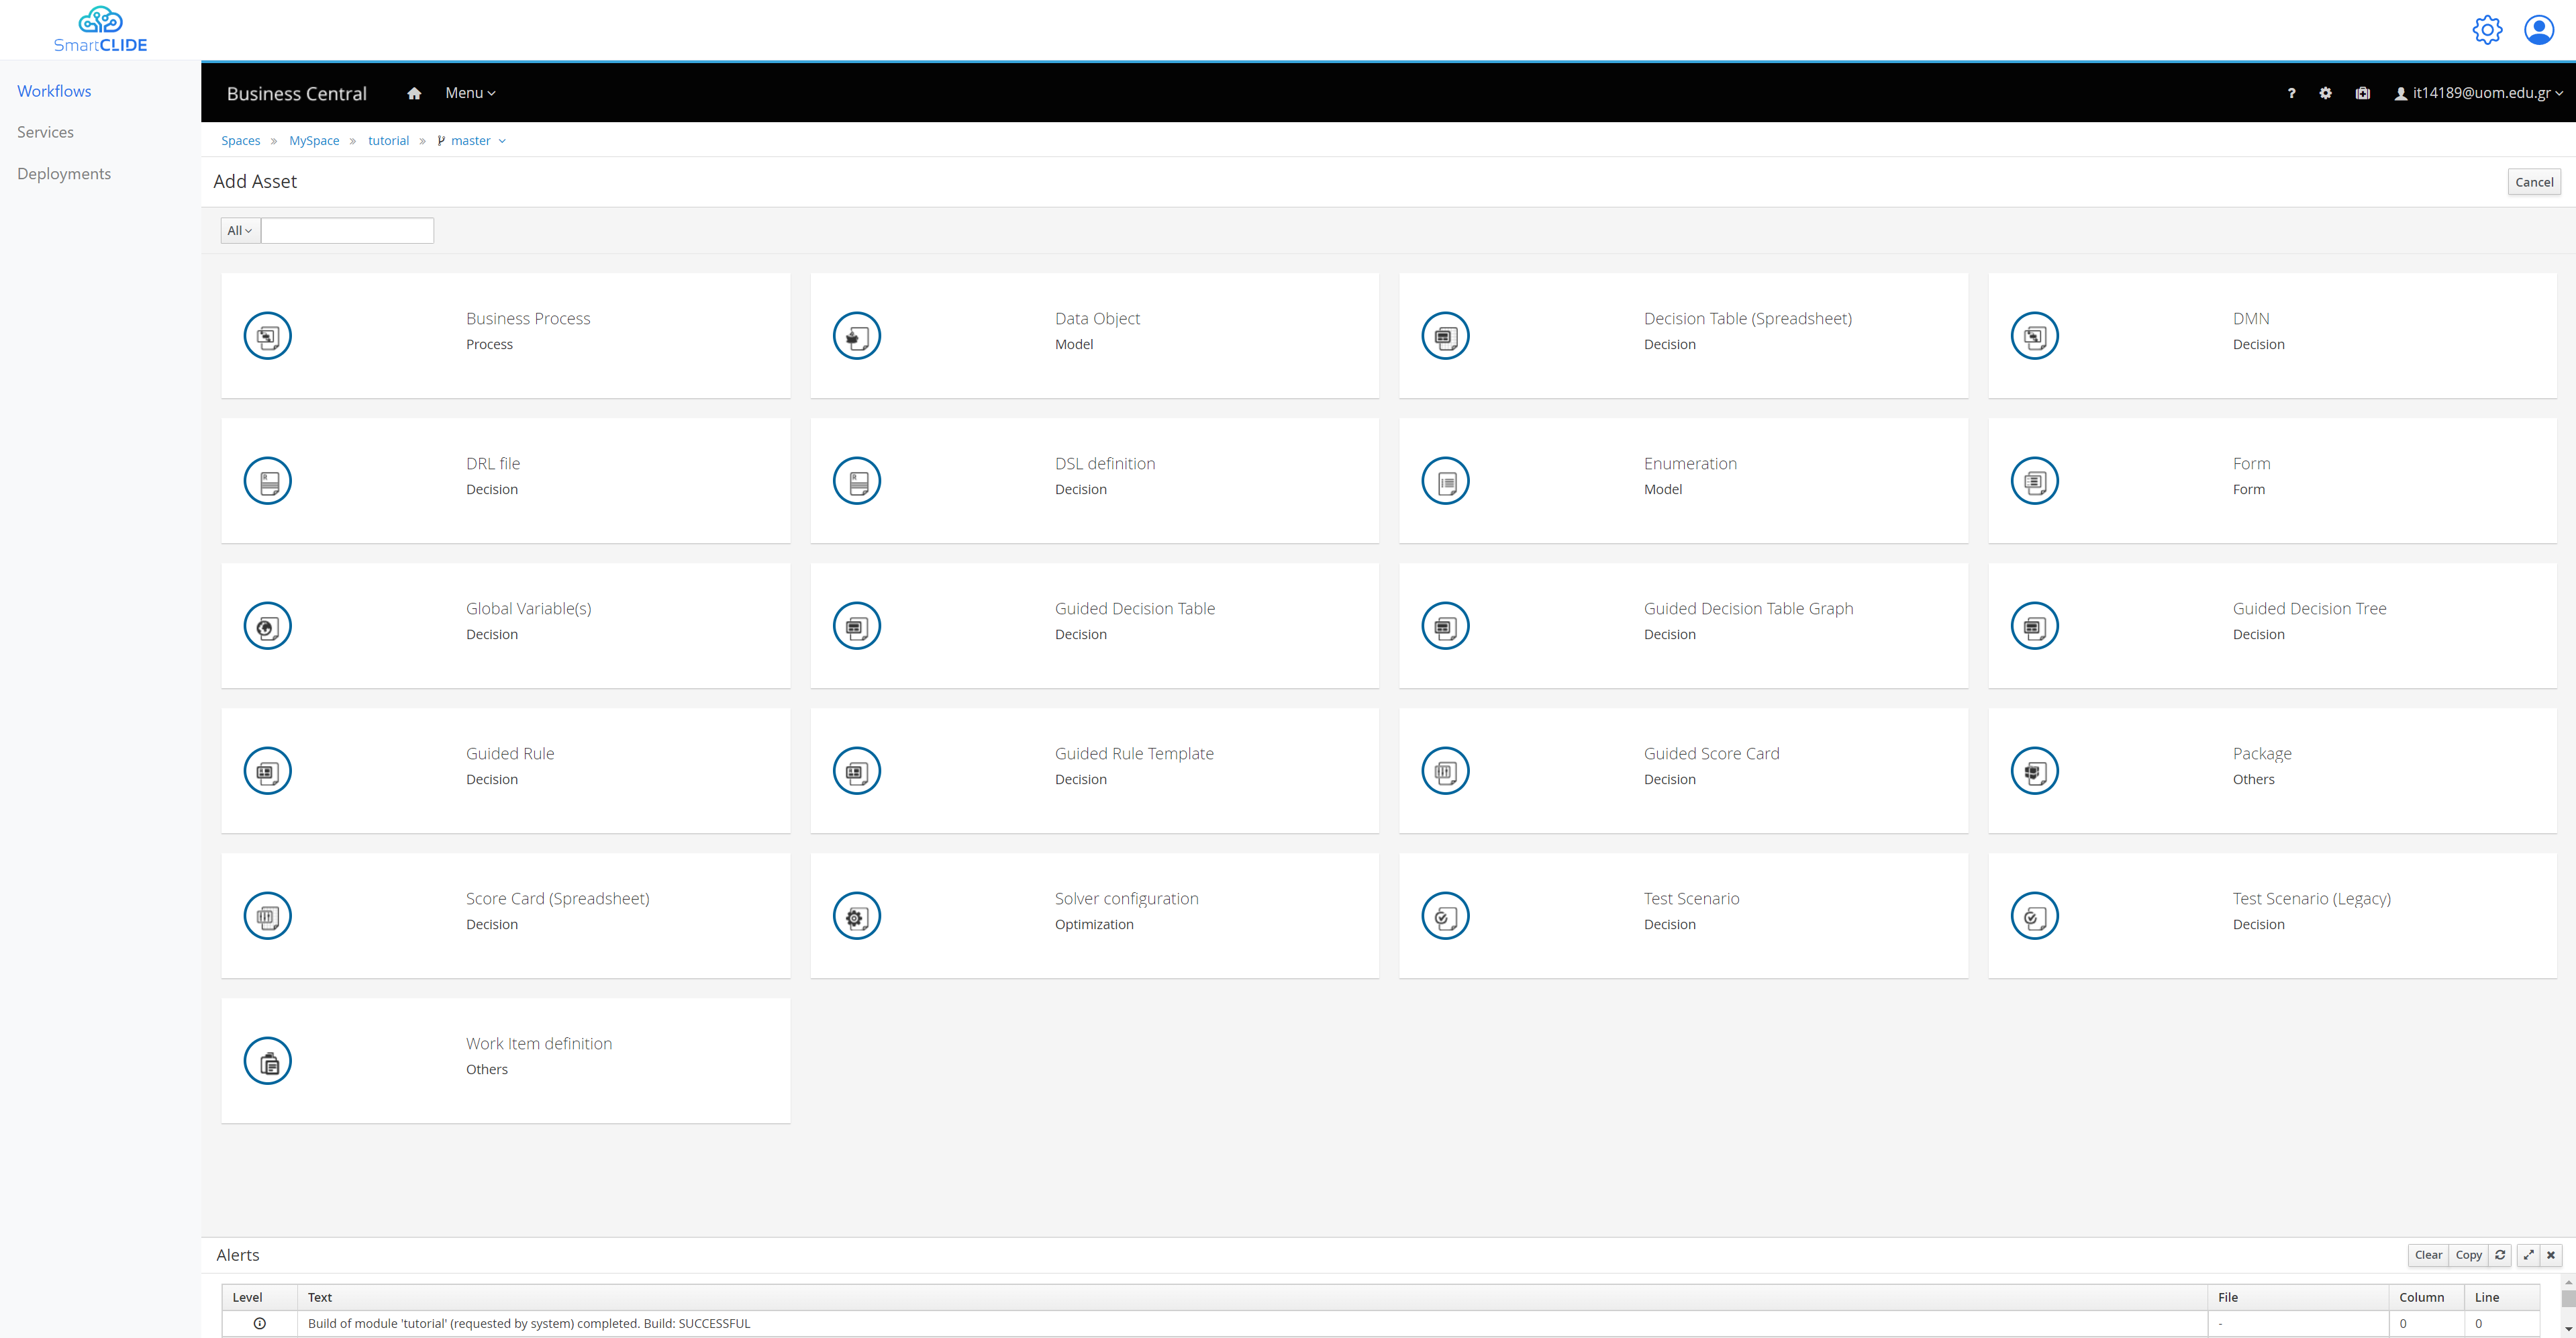 SmartCLIDE
Workflows
Services
Deployments
Business Central
Menu
?
it14189@uom.edu.gr
Spaces » MySpace » tutorial » master
Add Asset
Cancel
All
Business Process
Process
Data Object
Model
Decision Table (Spreadsheet)
Decision
DMN
Decision
DRL file
Decision
DSL definition
Decision
Enumeration
Model
Form
Form
Global Variable(s)
Decision
Guided Decision Table
Decision
Guided Decision Table Graph
Decision
Guided Decision Tree
Decision
Guided Rule
Decision
Guided Rule Template
Decision
Guided Score Card
Decision
Package
Others
Score Card (Spreadsheet)
Decision
Solver configuration
Optimization
Test Scenario
Decision
Test Scenario (Legacy)
Decision
Work Item definition
Others
Alerts
Clear Copy
Level Text File Column Line
Build of module 'tutorial' (requested by system) completed. Build: SUCCESSFUL - 0 0